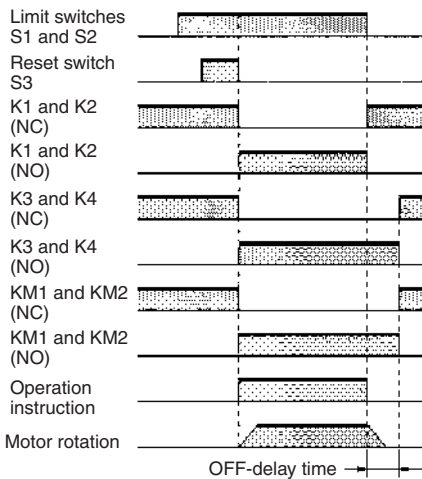 Limit switches
S1 and S2
Reset switch
S3
K1 and K2
(NC)
K1 and K2
(NO)
K3 and K4
(NC)
K3 and K4
(NO)
KM1 and KM2
(NC)
KM1 and KM2
(NO)
Operation
instruction
Motor rotation
OFF-delay time